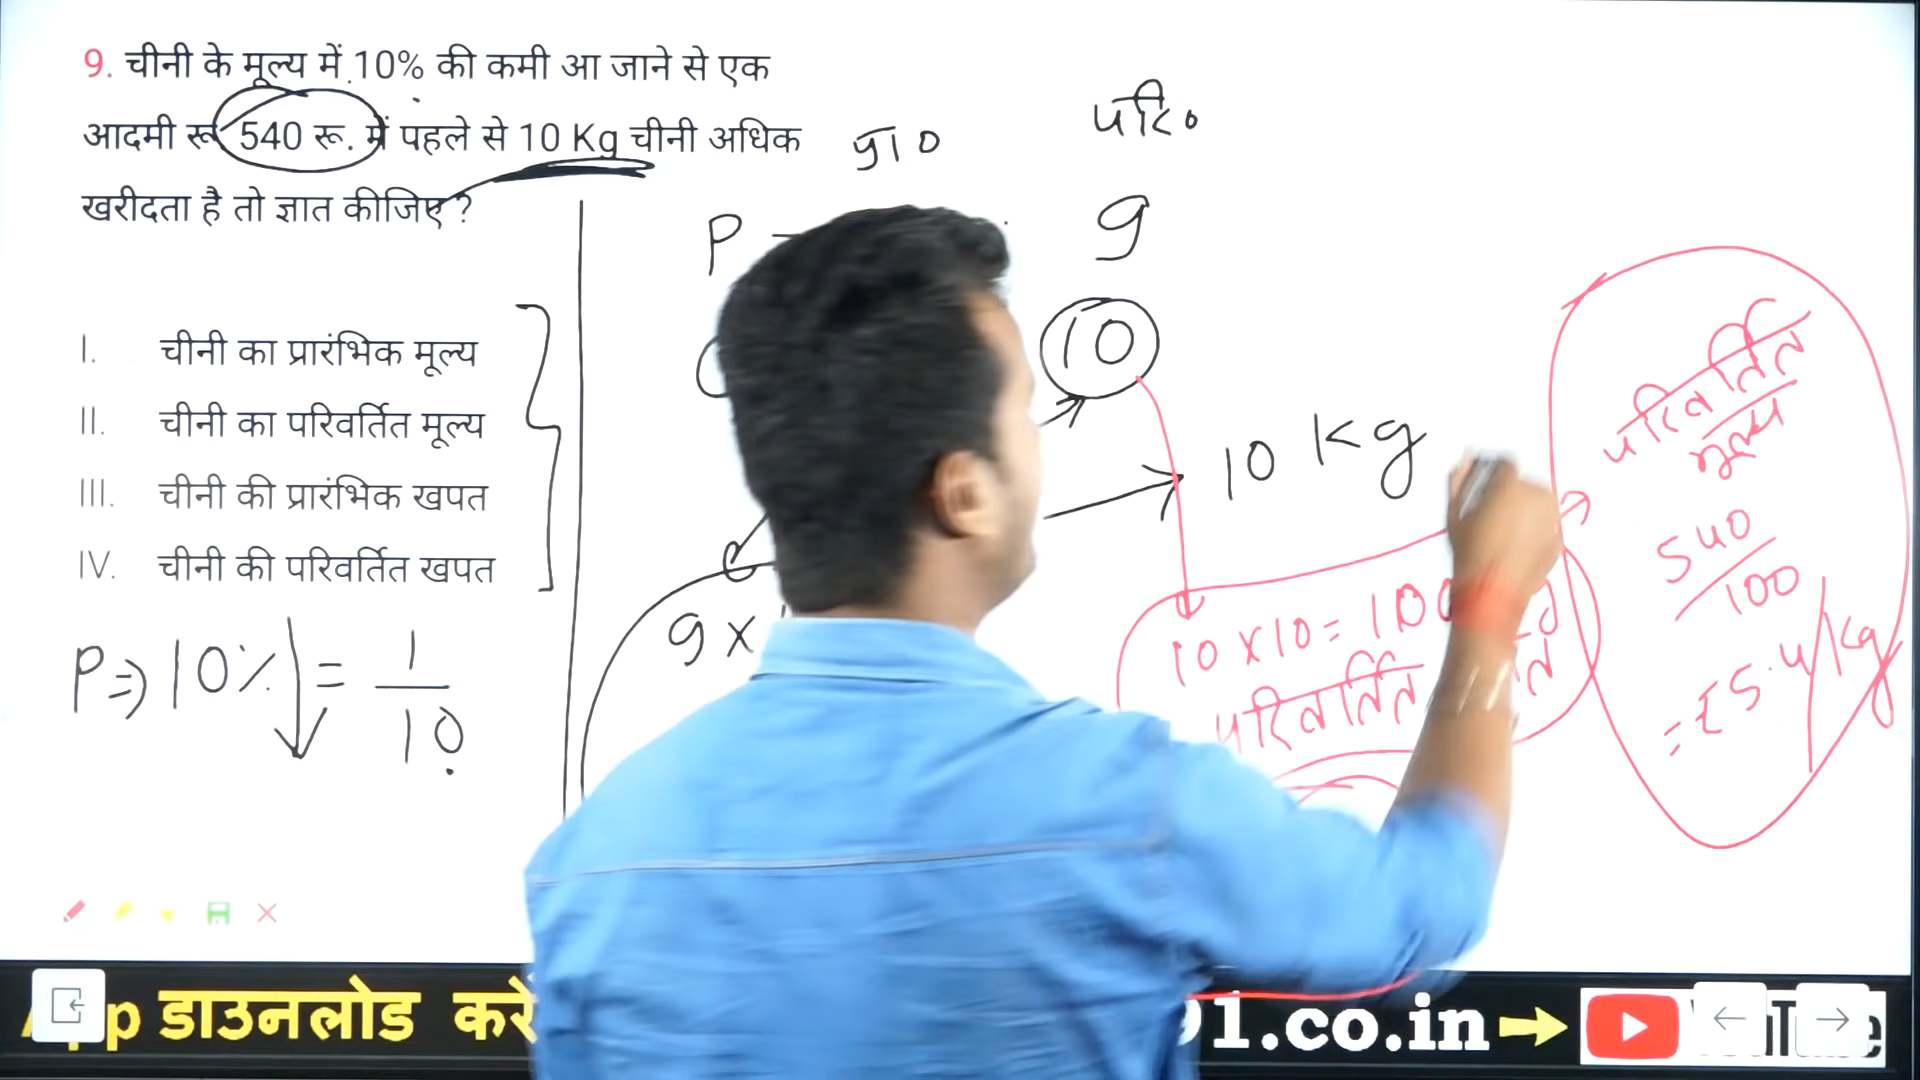 9. चीनी के मूल्य में 10% की कमी आ जाने से एक
आदमी रू 540 रू. में पहले से 10 Kg चीनी अधिक
खरीदता है तो ज्ञात कीजिए ?
I. चीनी का प्रारंभिक मूल्य
II. चीनी का परिवर्तित मूल्य
III. चीनी की प्रारंभिक खपत
IV. चीनी की परिवर्तित खपत
P ⇒ 10% ↓ = 1/10
प्रा० परि०
P 9
10
10 Kg
9 ×
10 × 10 = 100
परिवर्तित
परिवर्तित
मूल्य
540
100
= ₹5.4/Kg
App डाउनलोड करें
91.co.in